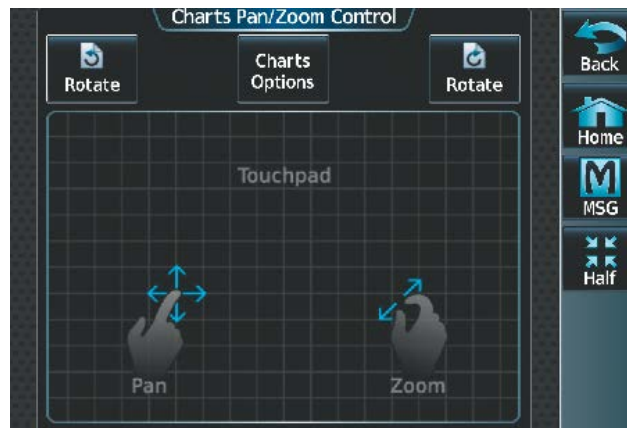 Charts Pan/Zoom Control
Rotate
Charts
Options
Rotate
Touchpad
Pan
Zoom
Back
Home
MSG
Half